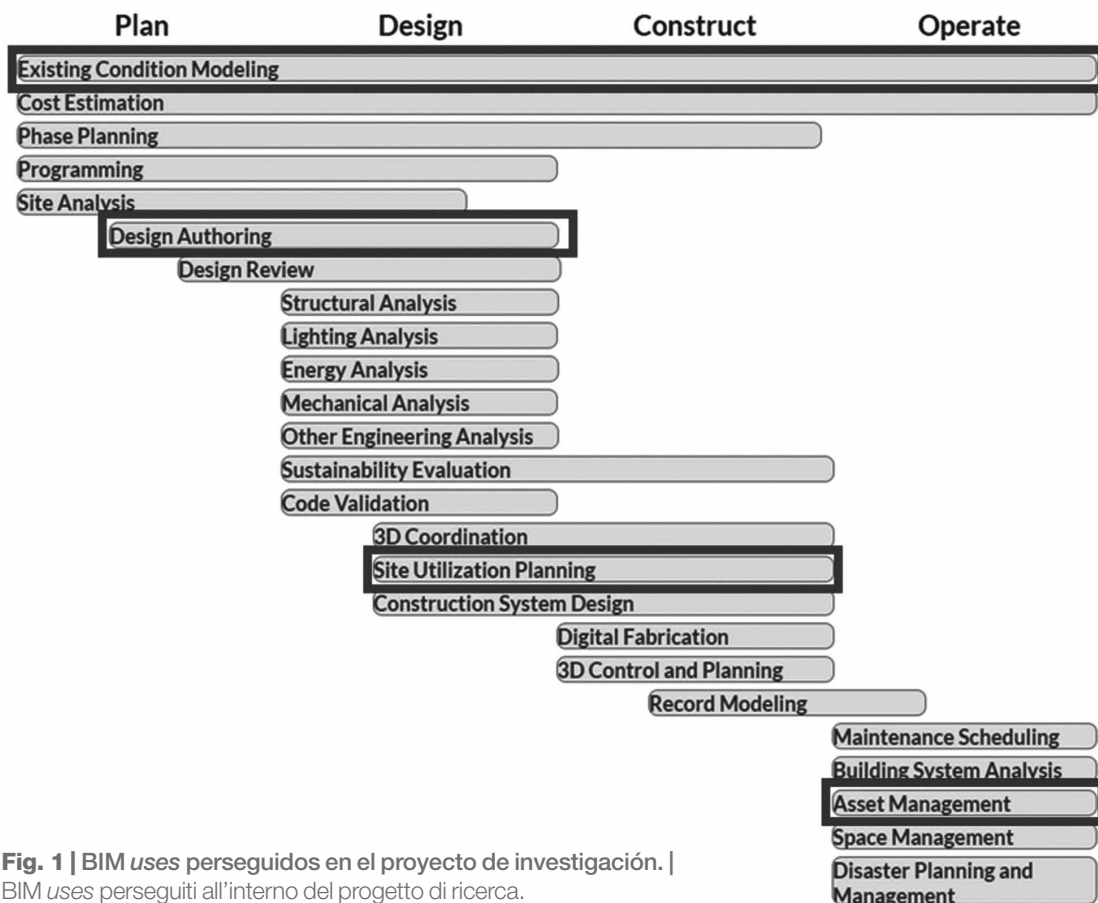 Plan Design Construct Operate
Existing Condition Modeling
Cost Estimation
Phase Planning
Programming
Site Analysis
Design Authoring
Design Review
Structural Analysis
Lighting Analysis
Energy Analysis
Mechanical Analysis
Other Engineering Analysis
Sustainability Evaluation
Code Validation
3D Coordination
Site Utilization Planning
Construction System Design
Digital Fabrication
3D Control and Planning
Record Modeling
Maintenance Scheduling
Building System Analysis
Asset Management
Space Management
Disaster Planning and
Management
Fig. 1 | BIM uses perseguidos en el proyecto de investigación. |
BIM uses perseguiti all'interno del progetto di ricerca.